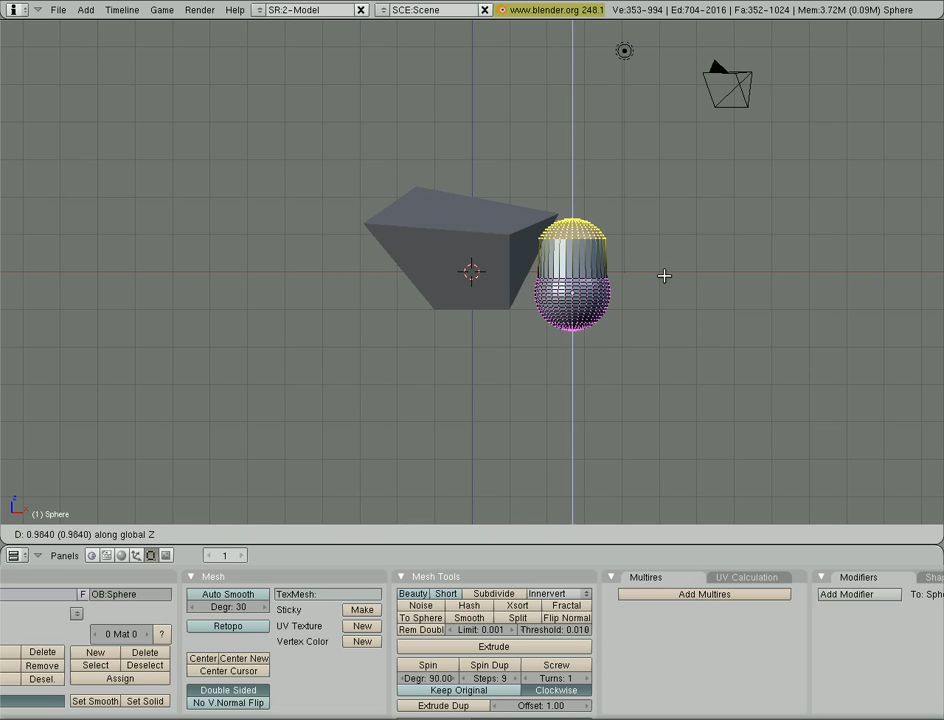 File Add Timeline Game Render Help SR:2-Model SCE:Scene www.blender.org 248.1 Ve:353-994 | Ed:704-2016 | Fa:352-1024 | Mem:3.72M (0.09M) Sphere
z
x
(1) Sphere
D: 0.9840 (0.9840) along global Z
Panels 1
Mesh Mesh Tools Multires UV Calculation Modifiers
F OB:Sphere Auto Smooth TexMesh: Beauty Short Subdivide Innervert Add Multires Add Modifier
Degr: 30 Sticky Make Noise Hash Xsort Fractal
Retopo UV Texture New To Sphere Smooth Split Flip Normal
0 Mat 0 ? Vertex Color New Rem Doubl Limit: 0.001
Delete New Delete Center Center New Extrude
Remove Select Deselect Center Cursor Spin Spin Dup Screw
Desel. Assign Degr: 90.00 Steps: 9 Turns: 1
Set Smooth Set Solid Double Sided Keep Original Clockwise
No V.Normal Flip Extrude Dup Offset: 1.00